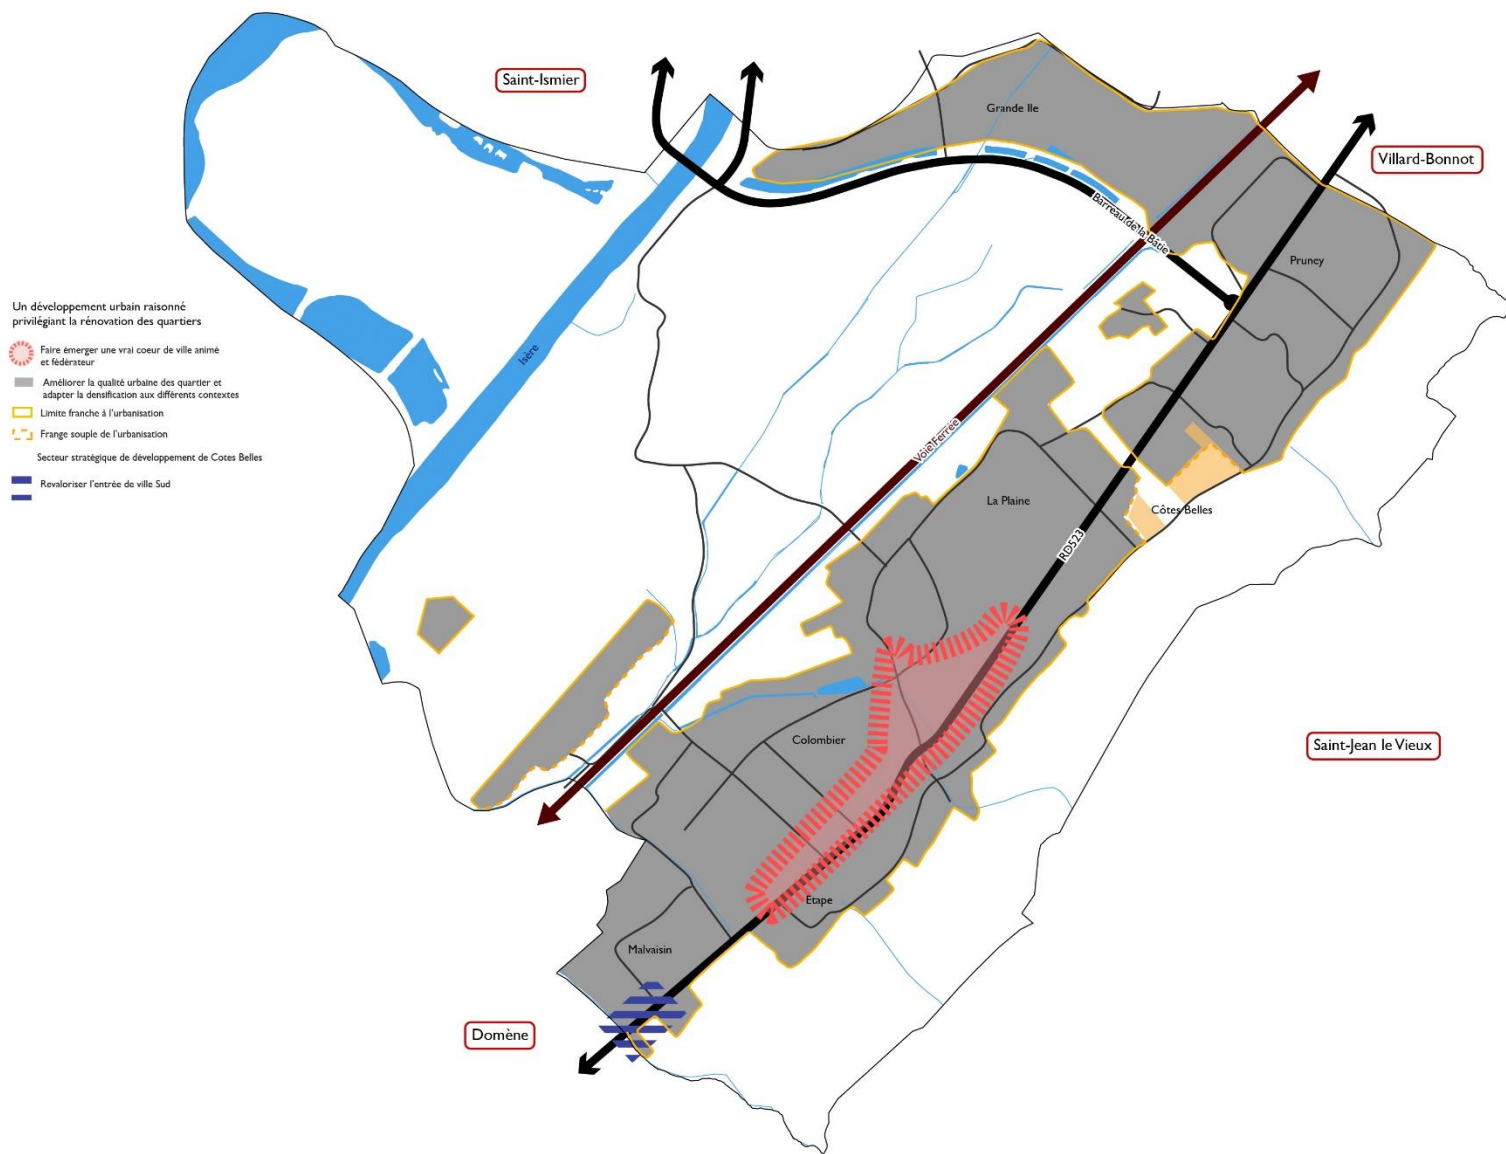 Saint-Ismier
Grande Ile
Villard-Bonnot
Barreau de la Bâtie
Pruney
Un développement urbain raisonné
privilégiant la rénovation des quartiers
Faire émerger une vrai coeur de ville animé
et fédérateur
Améliorer la qualité urbaine des quartier et
adapter la densification aux différents contextes
Limite franche à l'urbanisation
Frange souple de l'urbanisation
Secteur stratégique de développement de Cotes Belles
Revaloriser l'entrée de ville Sud
Isère
Voie Ferrée
La Plaine
Côtes Belles
RD523
Colombier
Saint-Jean le Vieux
Etape
Malvaisin
Domène